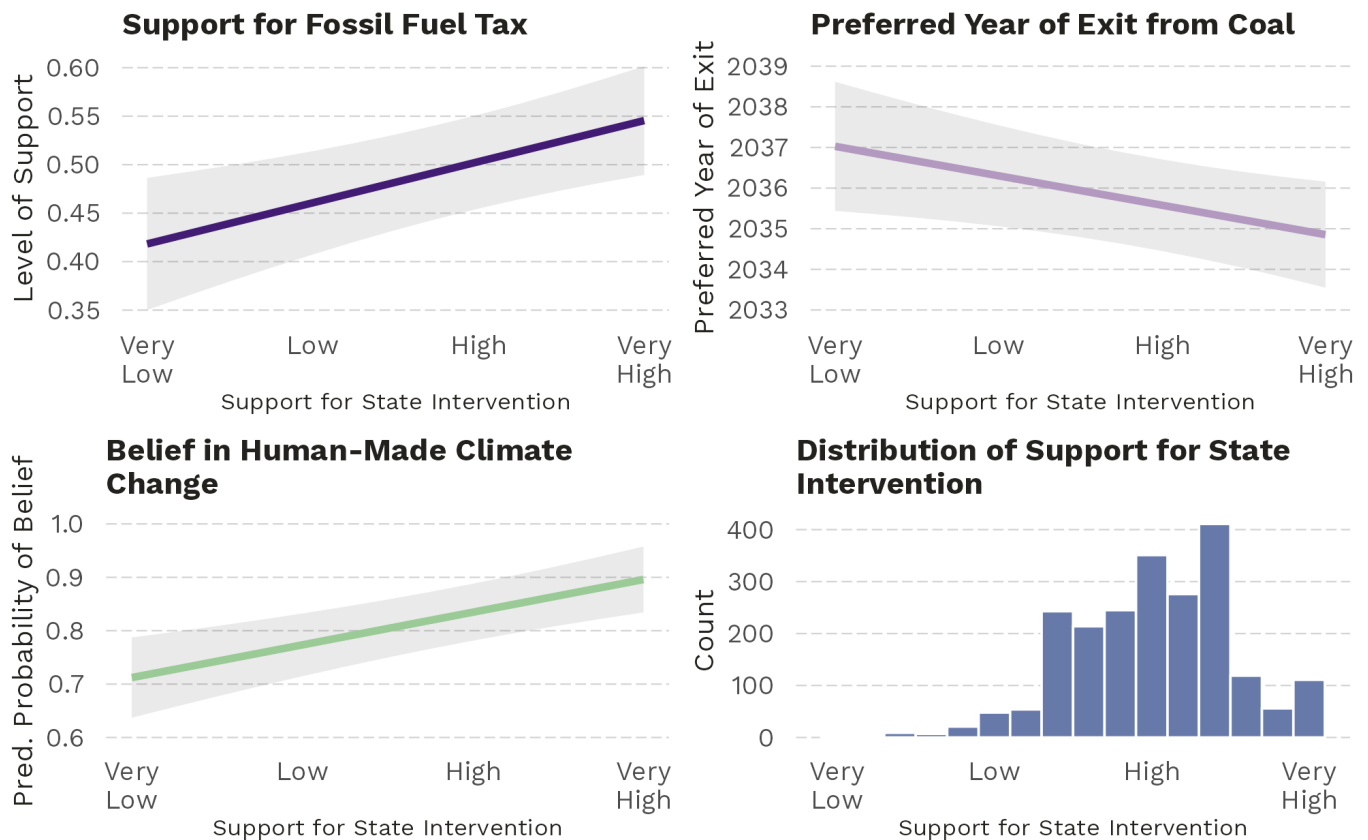 Support for Fossil Fuel Tax
Level of Support
0.60
0.55
0.50
0.45
0.40
0.35
Very
Low
Low
High
Very
High
Support for State Intervention
Preferred Year of Exit from Coal
Preferred Year of Exit
2039
2038
2037
2036
2035
2034
2033
Very
Low
Low
High
Very
High
Support for State Intervention
Belief in Human-Made Climate
Change
Pred. Probability of Belief
1.0
0.9
0.8
0.7
0.6
Very
Low
Low
High
Very
High
Support for State Intervention
Distribution of Support for State
Intervention
Count
400
300
200
100
0
Very
Low
Low
High
Very
High
Support for State Intervention